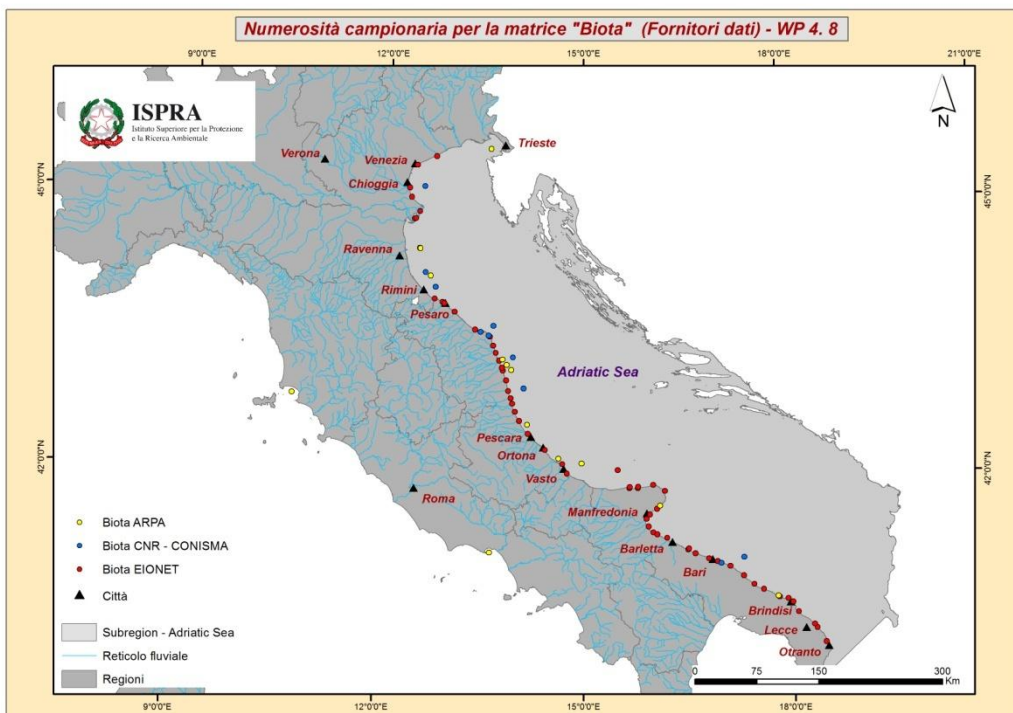 Numerosità campionaria per la matrice "Biota" (Fornitori dati) - WP 4. 8
9°0'0"E 12°0'0"E 15°0'0"E 18°0'0"E 21°0'0"E
ISPRA
Istituto Superiore per la Protezione
e la Ricerca Ambientale
N
Trieste
Verona
Venezia
45°0'0"N
45°0'0"N
Chioggia
Ravenna
Rimini
Pesaro
Adriatic Sea
Pescara
42°0'0"N
Ortona
42°0'0"N
Vasto
Roma
Manfredonia
Biota ARPA
Barletta
Biota CNR - CONISMA
Bari
Biota EIONET
Città
Brindisi
Subregion - Adriatic Sea
Lecce
Reticolo fluviale
Otranto
Regioni
0 75 150 300
Km
9°0'0"E 12°0'0"E 15°0'0"E 18°0'0"E